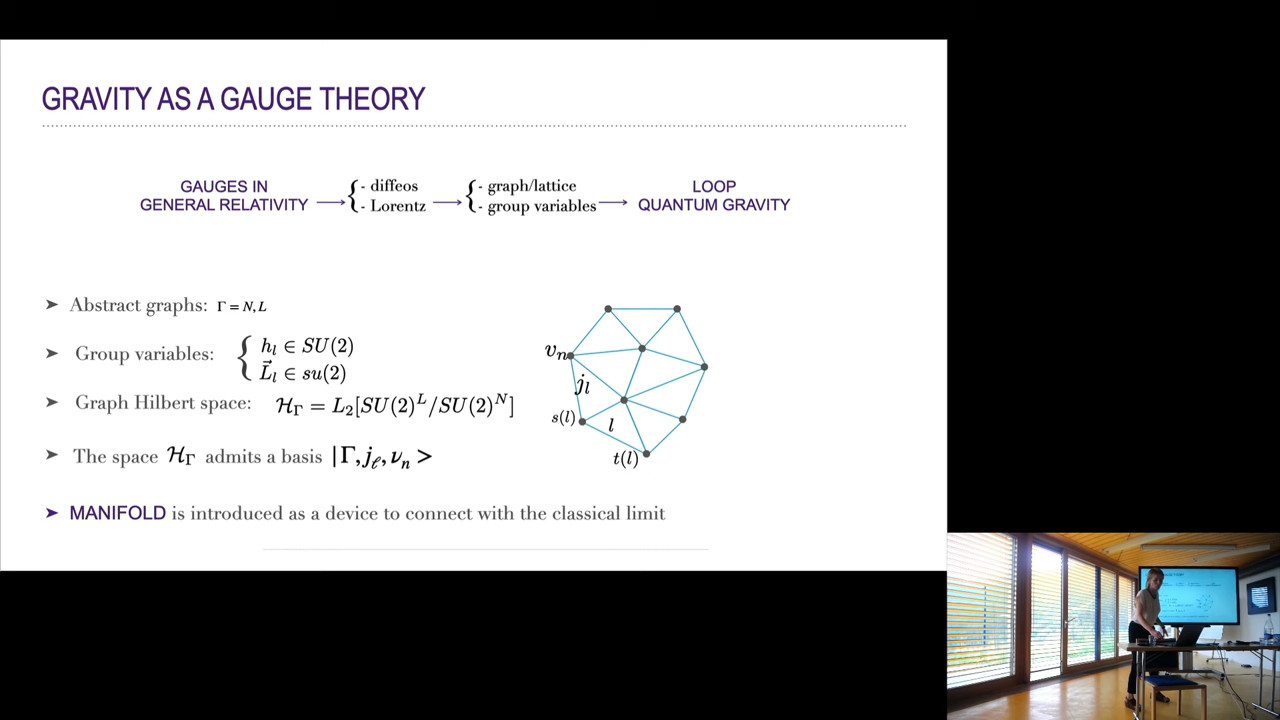 GRAVITY AS A GAUGE THEORY
GAUGES IN
GENERAL RELATIVITY
- diffeos
- Lorentz
- graph/lattice
- group variables
LOOP
QUANTUM GRAVITY
➤ Abstract graphs: Γ = N, L
➤ Group variables: { h_l ∈ SU(2)
L⃗_l ∈ su(2)
➤ Graph Hilbert space: ℋ_Γ = L₂[SU(2)^L/SU(2)^N]
➤ The space ℋ_Γ admits a basis |Γ, j_ℓ, ν_n >
➤ MANIFOLD is introduced as a device to connect with the classical limit
v_n
j_l
s(l)
l
t(l)